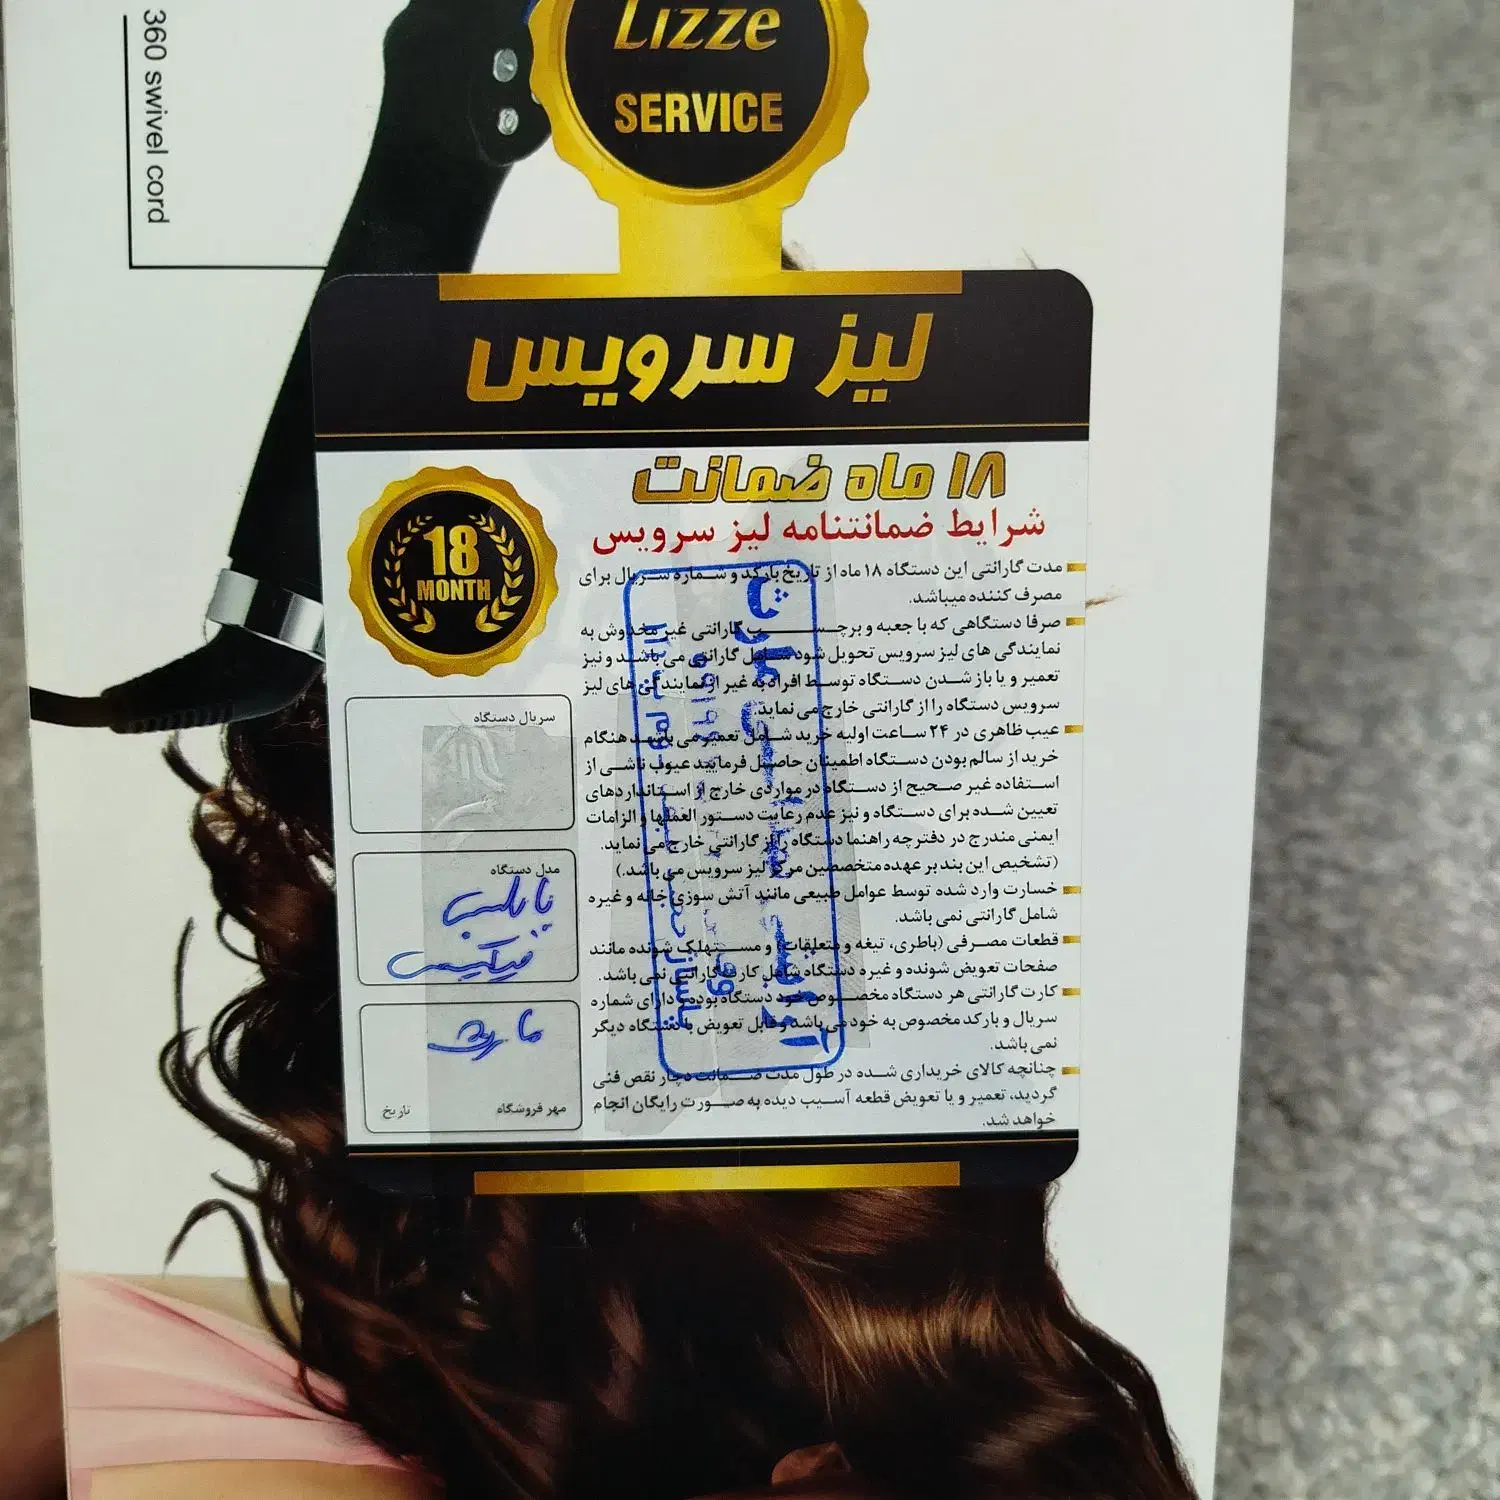 360 swivel cord
Lizze
SERVICE
لیز سرویس
۱۸ ماه ضمانت
شرایط ضمانتنامه لیز سرویس
18
MONTH
مدت گارانتی این دستگاه ۱۸ ماه از تاریخ بارکد و شماره سریال برای
مصرف کننده میباشد.
صرفا دستگاهی که با جعبه و برچسب گارانتی غیر مخدوش به
نمایندگی های لیز سرویس تحویل شود شامل گارانتی می باشد و نیز
تعمیر و یا باز شدن دستگاه توسط افراد به غیر از نمایندگی های لیز
سرویس دستگاه را از گارانتی خارج می نماید.
عیب ظاهری در ۲۴ ساعت اولیه خرید شامل تعمیر می باشد هنگام
خرید از سالم بودن دستگاه اطمینان حاصل فرمایید عیوب ناشی از
استفاده غیر صحیح از دستگاه در مواردی خارج از استانداردهای
تعیین شده برای دستگاه و نیز عدم رعایت دستور العملها و الزامات
ایمنی مندرج در دفترچه راهنما دستگاه را از گارانتی خارج می نماید.
(تشخیص این بند بر عهده متخصصین مرکز لیز سرویس می باشد.)
خسارت وارد شده توسط عوامل طبیعی مانند آتش سوزی خانه و غیره
شامل گارانتی نمی باشد.
قطعات مصرفی (باطری، تیغه و متعلقات) و مستهلک شونده مانند
صفحات تعویض شونده و غیره دستگاه شامل کارت گارانتی نمی باشد.
کارت گارانتی هر دستگاه مخصوص خود دستگاه بوده و دارای شماره
سریال و بارکد مخصوص به خود می باشد و قابل تعویض با دستگاه دیگر
نمی باشد.
چنانچه کالای خریداری شده در طول مدت ضمانت دچار نقص فنی
گردید، تعمیر و یا تعویض قطعه آسیب دیده به صورت رایگان انجام
خواهد شد.
سریال دستگاه
مدل دستگاه
مهر فروشگاه
تاریخ